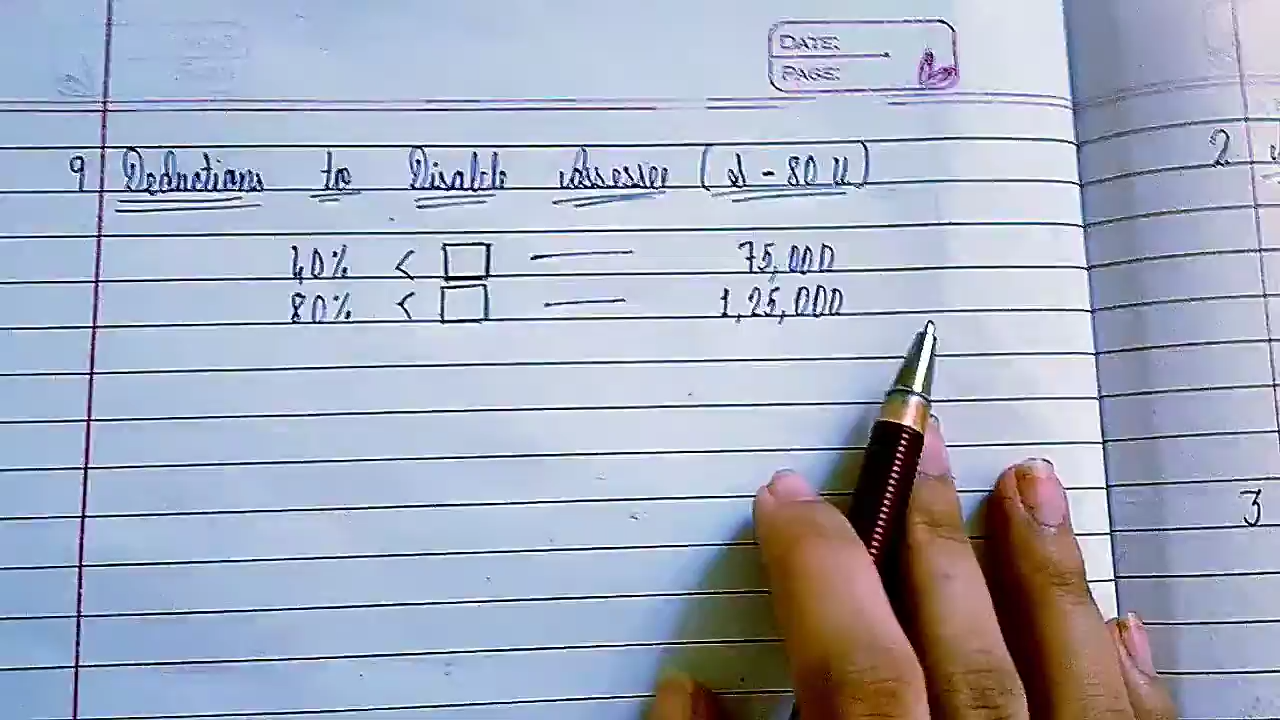 DATE:
PAGE:
9 Deductions to Disable Assessee (S-80 U)
40% < □ — 75,000
80% < □ — 1,25,000
2
3